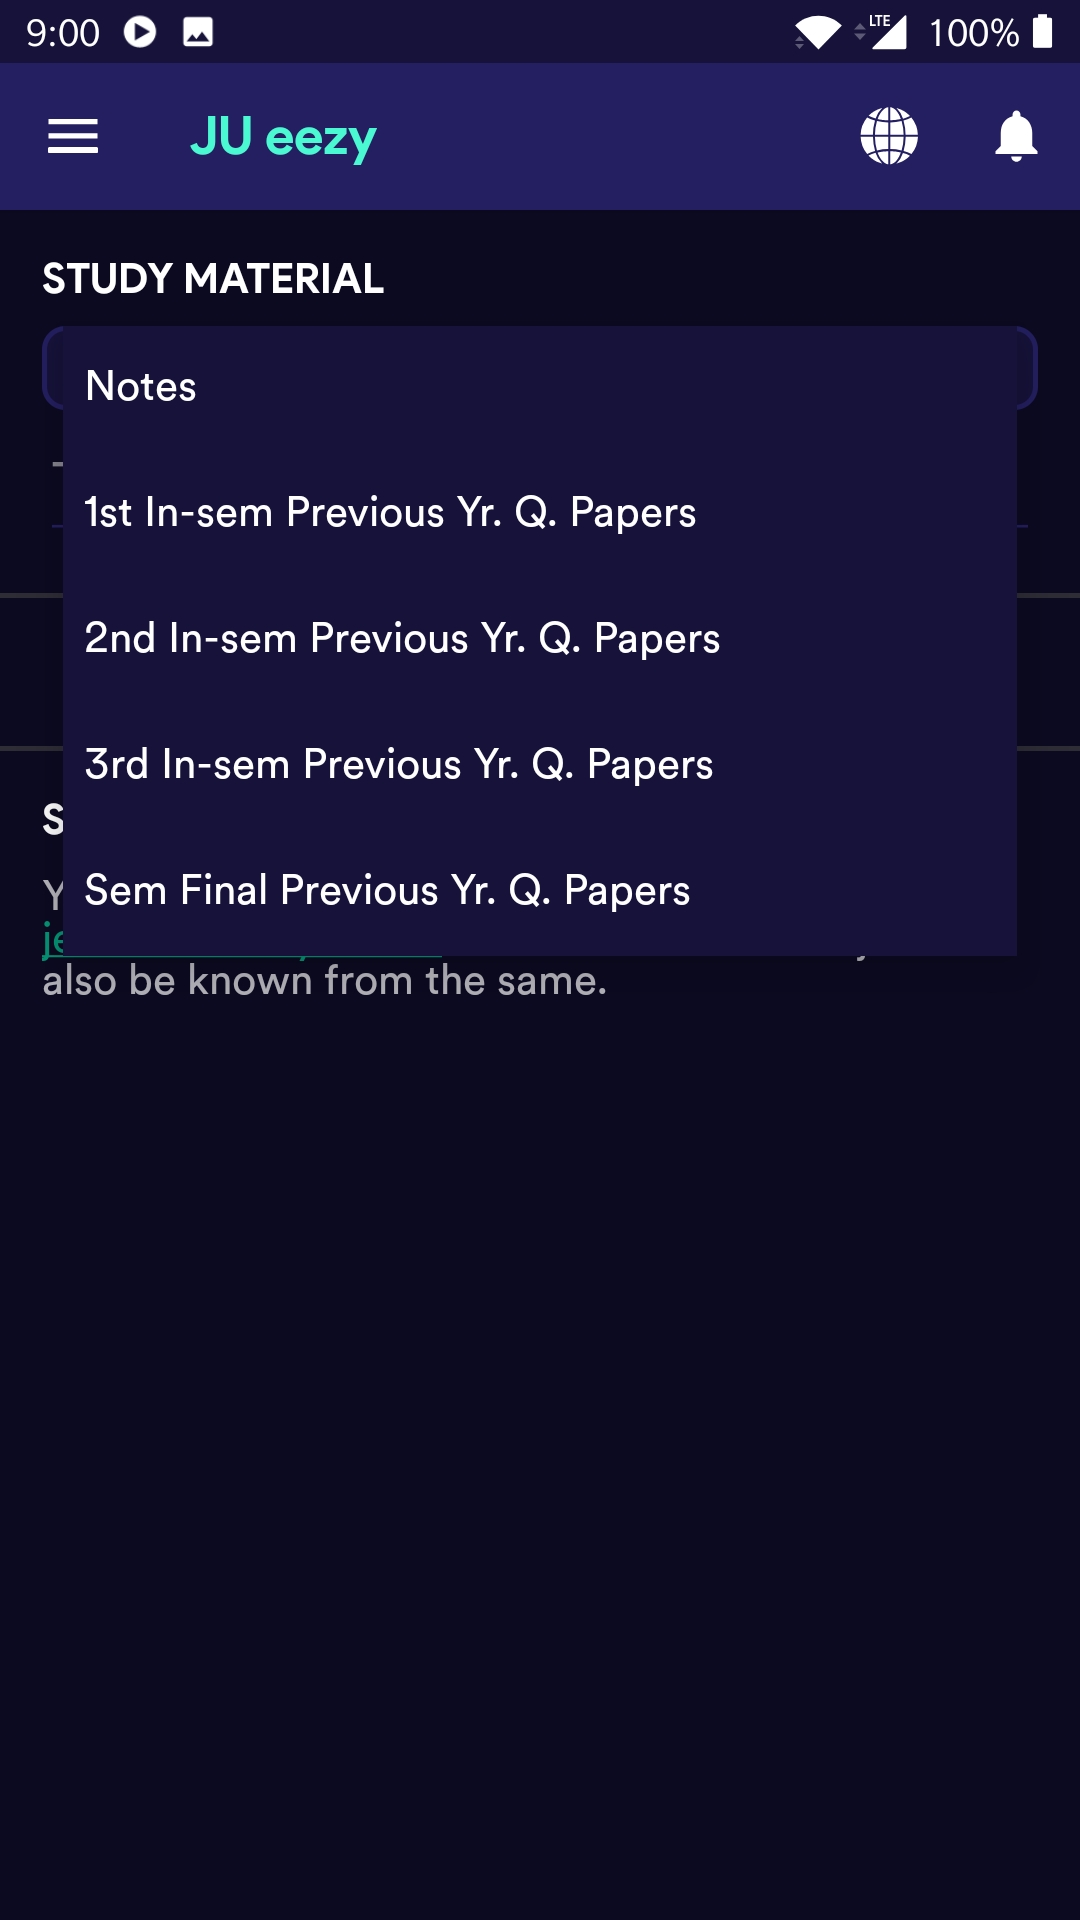 9:00
LTE
100%
JU eezy
STUDY MATERIAL
Notes
1st In-sem Previous Yr. Q. Papers
2nd In-sem Previous Yr. Q. Papers
3rd In-sem Previous Yr. Q. Papers
Sem Final Previous Yr. Q. Papers
also be known from the same.